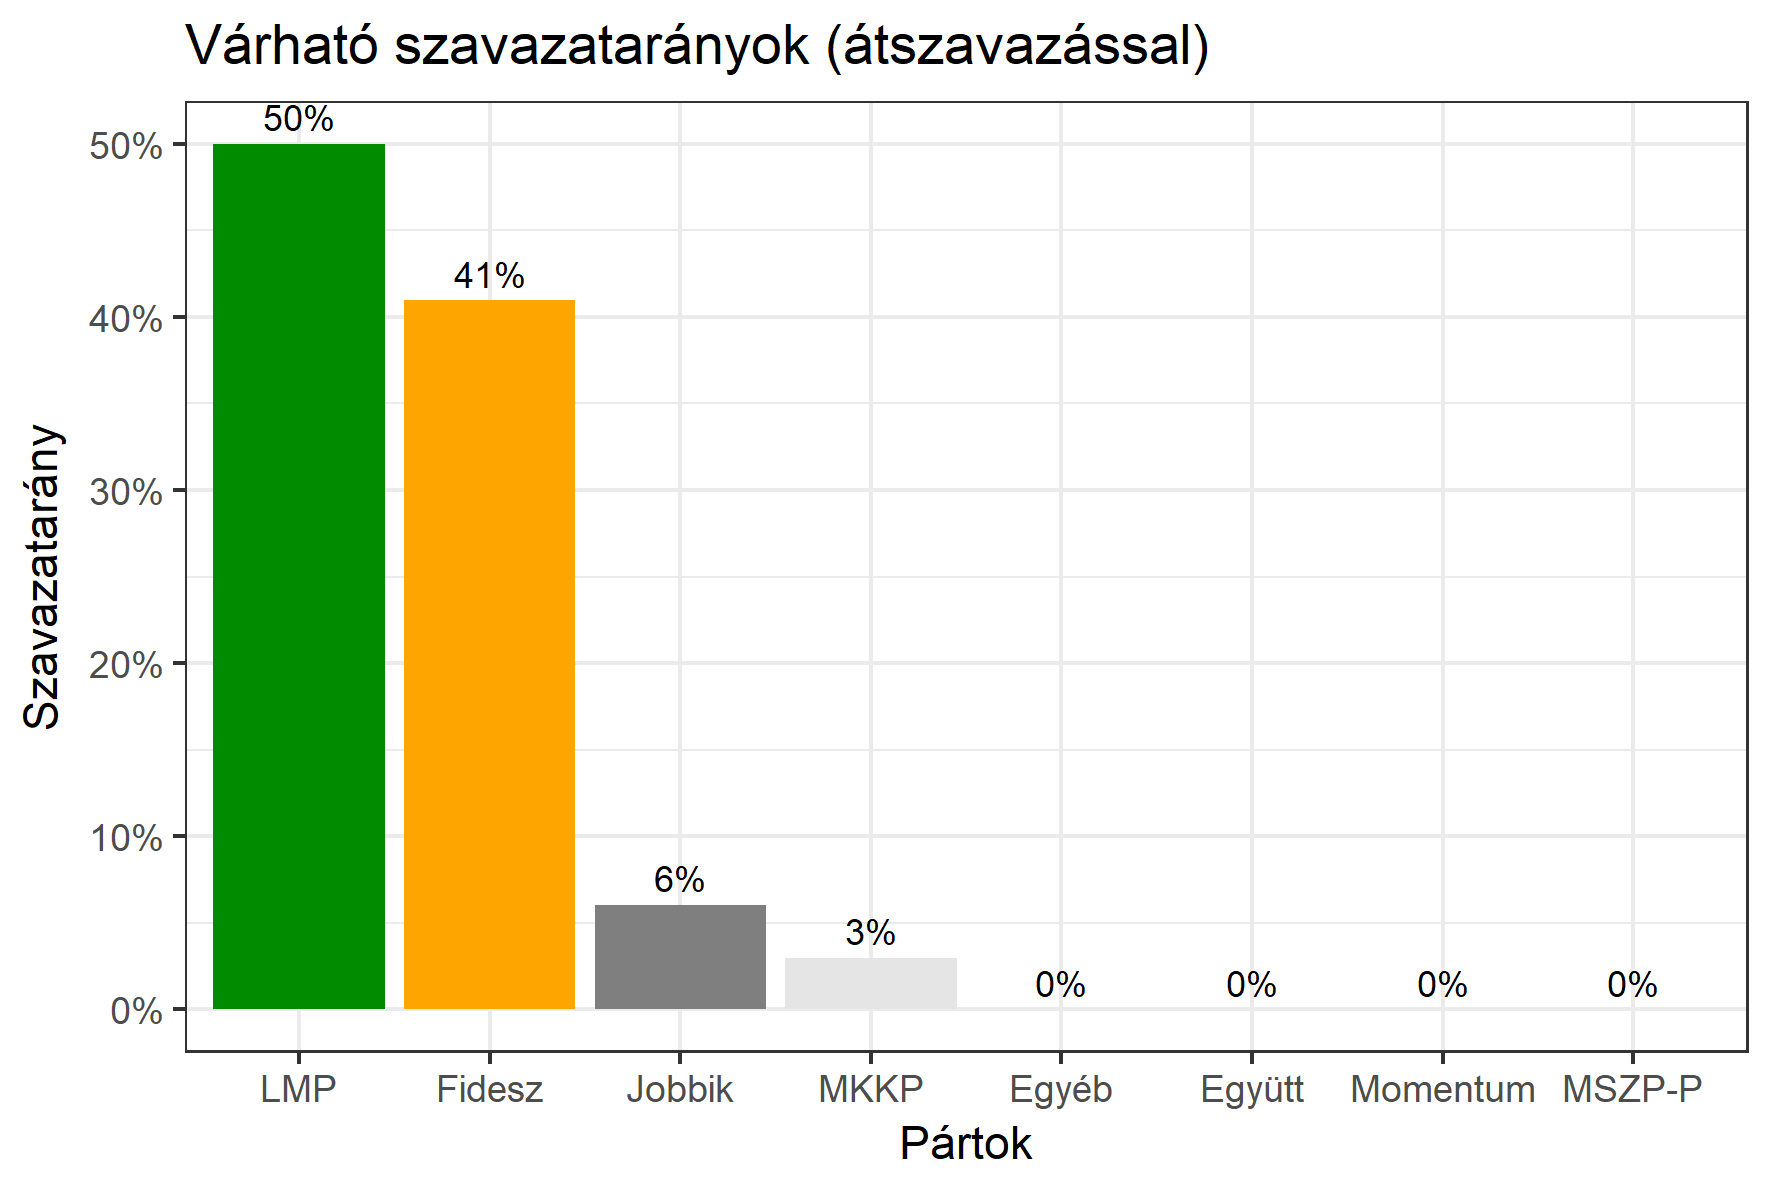 Várható szavazatarányok (átszavazással)
50%
41%
6%
3%
0%
0%
0%
0%
50%
40%
30%
20%
10%
0%
Szavazatarány
LMP
Fidesz
Jobbik
MKKP
Egyéb
Együtt
Momentum
MSZP-P
Pártok